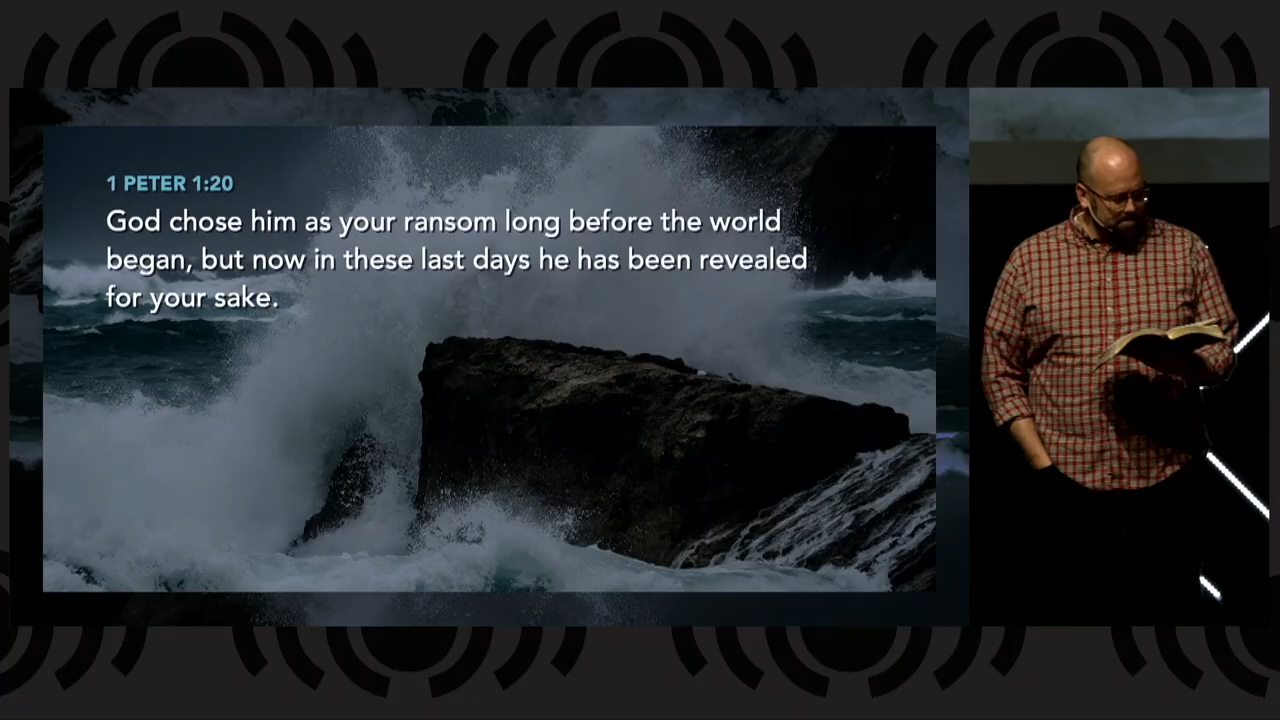 1 PETER 1:20
God chose him as your ransom long before the world
began, but now in these last days he has been revealed
for your sake.